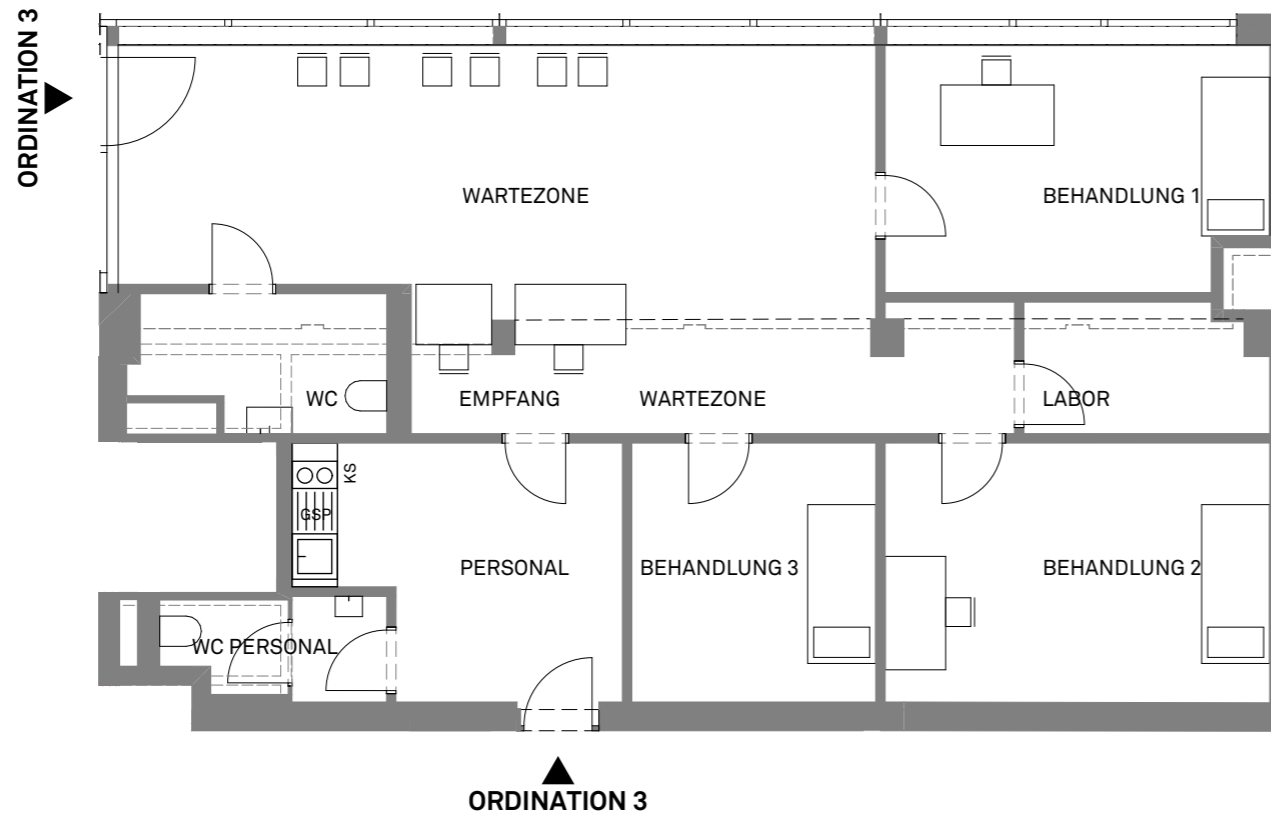 ORDINATION 3
WARTEZONE
BEHANDLUNG 1
WC
EMPFANG
WARTEZONE
LABOR
KS
GSP
PERSONAL
BEHANDLUNG 3
BEHANDLUNG 2
WC PERSONAL
ORDINATION 3